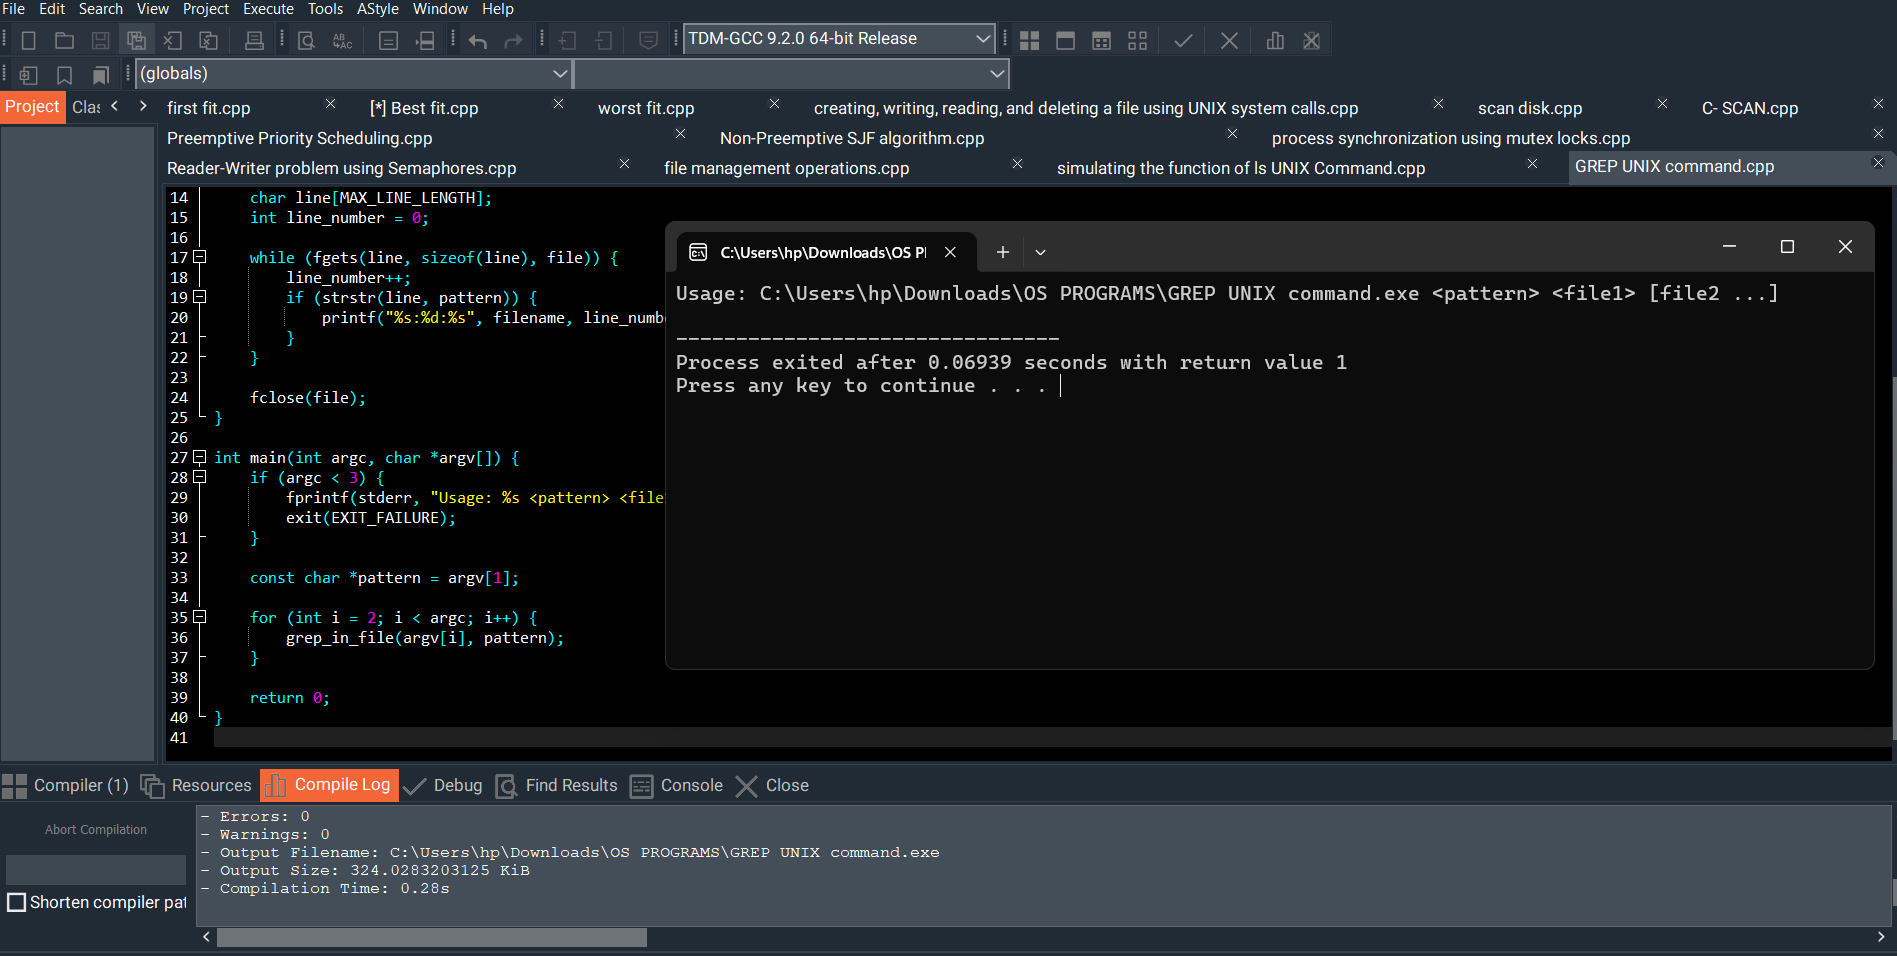 File Edit Search View Project Execute Tools AStyle Window Help
TDM-GCC 9.2.0 64-bit Release
(globals)
Project Clas
first fit.cpp [*] Best fit.cpp worst fit.cpp creating, writing, reading, and deleting a file using UNIX system calls.cpp scan disk.cpp C- SCAN.cpp
Preemptive Priority Scheduling.cpp Non-Preemptive SJF algorithm.cpp process synchronization using mutex locks.cpp
Reader-Writer problem using Semaphores.cpp file management operations.cpp simulating the function of ls UNIX Command.cpp GREP UNIX command.cpp
14 char line[MAX_LINE_LENGTH];
15 int line_number = 0;
16
17 while (fgets(line, sizeof(line), file)) {
18 line_number++;
19 if (strstr(line, pattern)) {
20 printf("%s:%d:%s", filename, line_numb
21 }
22 }
23
24 fclose(file);
25 }
26
27 int main(int argc, char *argv[]) {
28 if (argc < 3) {
29 fprintf(stderr, "Usage: %s <pattern> <file
30 exit(EXIT_FAILURE);
31 }
32
33 const char *pattern = argv[1];
34
35 for (int i = 2; i < argc; i++) {
36 grep_in_file(argv[i], pattern);
37 }
38
39 return 0;
40 }
41
C:\Users\hp\Downloads\OS P
Usage: C:\Users\hp\Downloads\OS PROGRAMS\GREP UNIX command.exe <pattern> <file1> [file2 ...]
--------------------------------
Process exited after 0.06939 seconds with return value 1
Press any key to continue . . .
Compiler (1) Resources Compile Log Debug Find Results Console Close
Abort Compilation
Shorten compiler pat
- Errors: 0
- Warnings: 0
- Output Filename: C:\Users\hp\Downloads\OS PROGRAMS\GREP UNIX command.exe
- Output Size: 324.0283203125 KiB
- Compilation Time: 0.28s